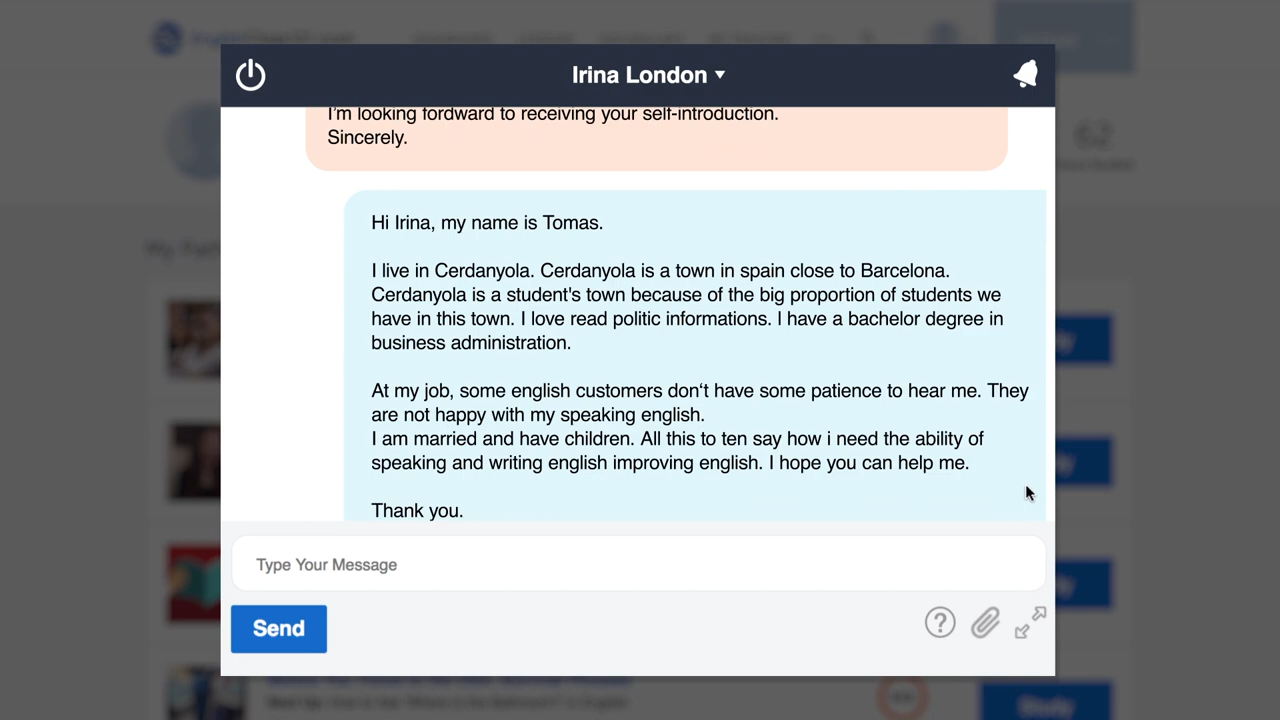 Irina London ▾
I'm looking fordward to receiving your self-introduction.
Sincerely.
Hi Irina, my name is Tomas.
I live in Cerdanyola. Cerdanyola is a town in spain close to Barcelona.
Cerdanyola is a student's town because of the big proportion of students we
have in this town. I love read politic informations. I have a bachelor degree in
business administration.
At my job, some english customers don‘t have some patience to hear me. They
are not happy with my speaking english.
I am married and have children. All this to ten say how i need the ability of
speaking and writing english improving english. I hope you can help me.
Thank you.
Type Your Message
Send
62
Study